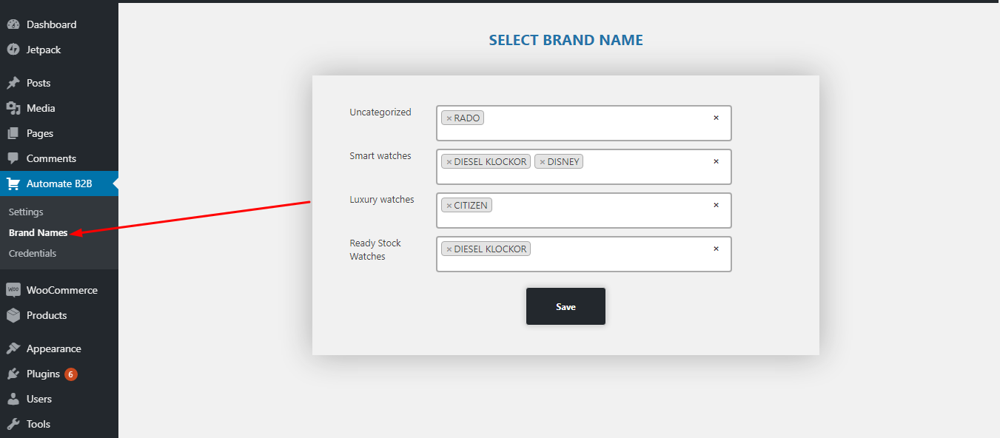 Dashboard
Jetpack
Posts
Media
Pages
Comments
Automate B2B
Settings
Brand Names
Credentials
WooCommerce
Products
Appearance
Plugins 6
Users
Tools
SELECT BRAND NAME
Uncategorized × RADO ×
Smart watches × DIESEL KLOCKOR × DISNEY ×
Luxury watches × CITIZEN ×
Ready Stock × DIESEL KLOCKOR ×
Watches
Save